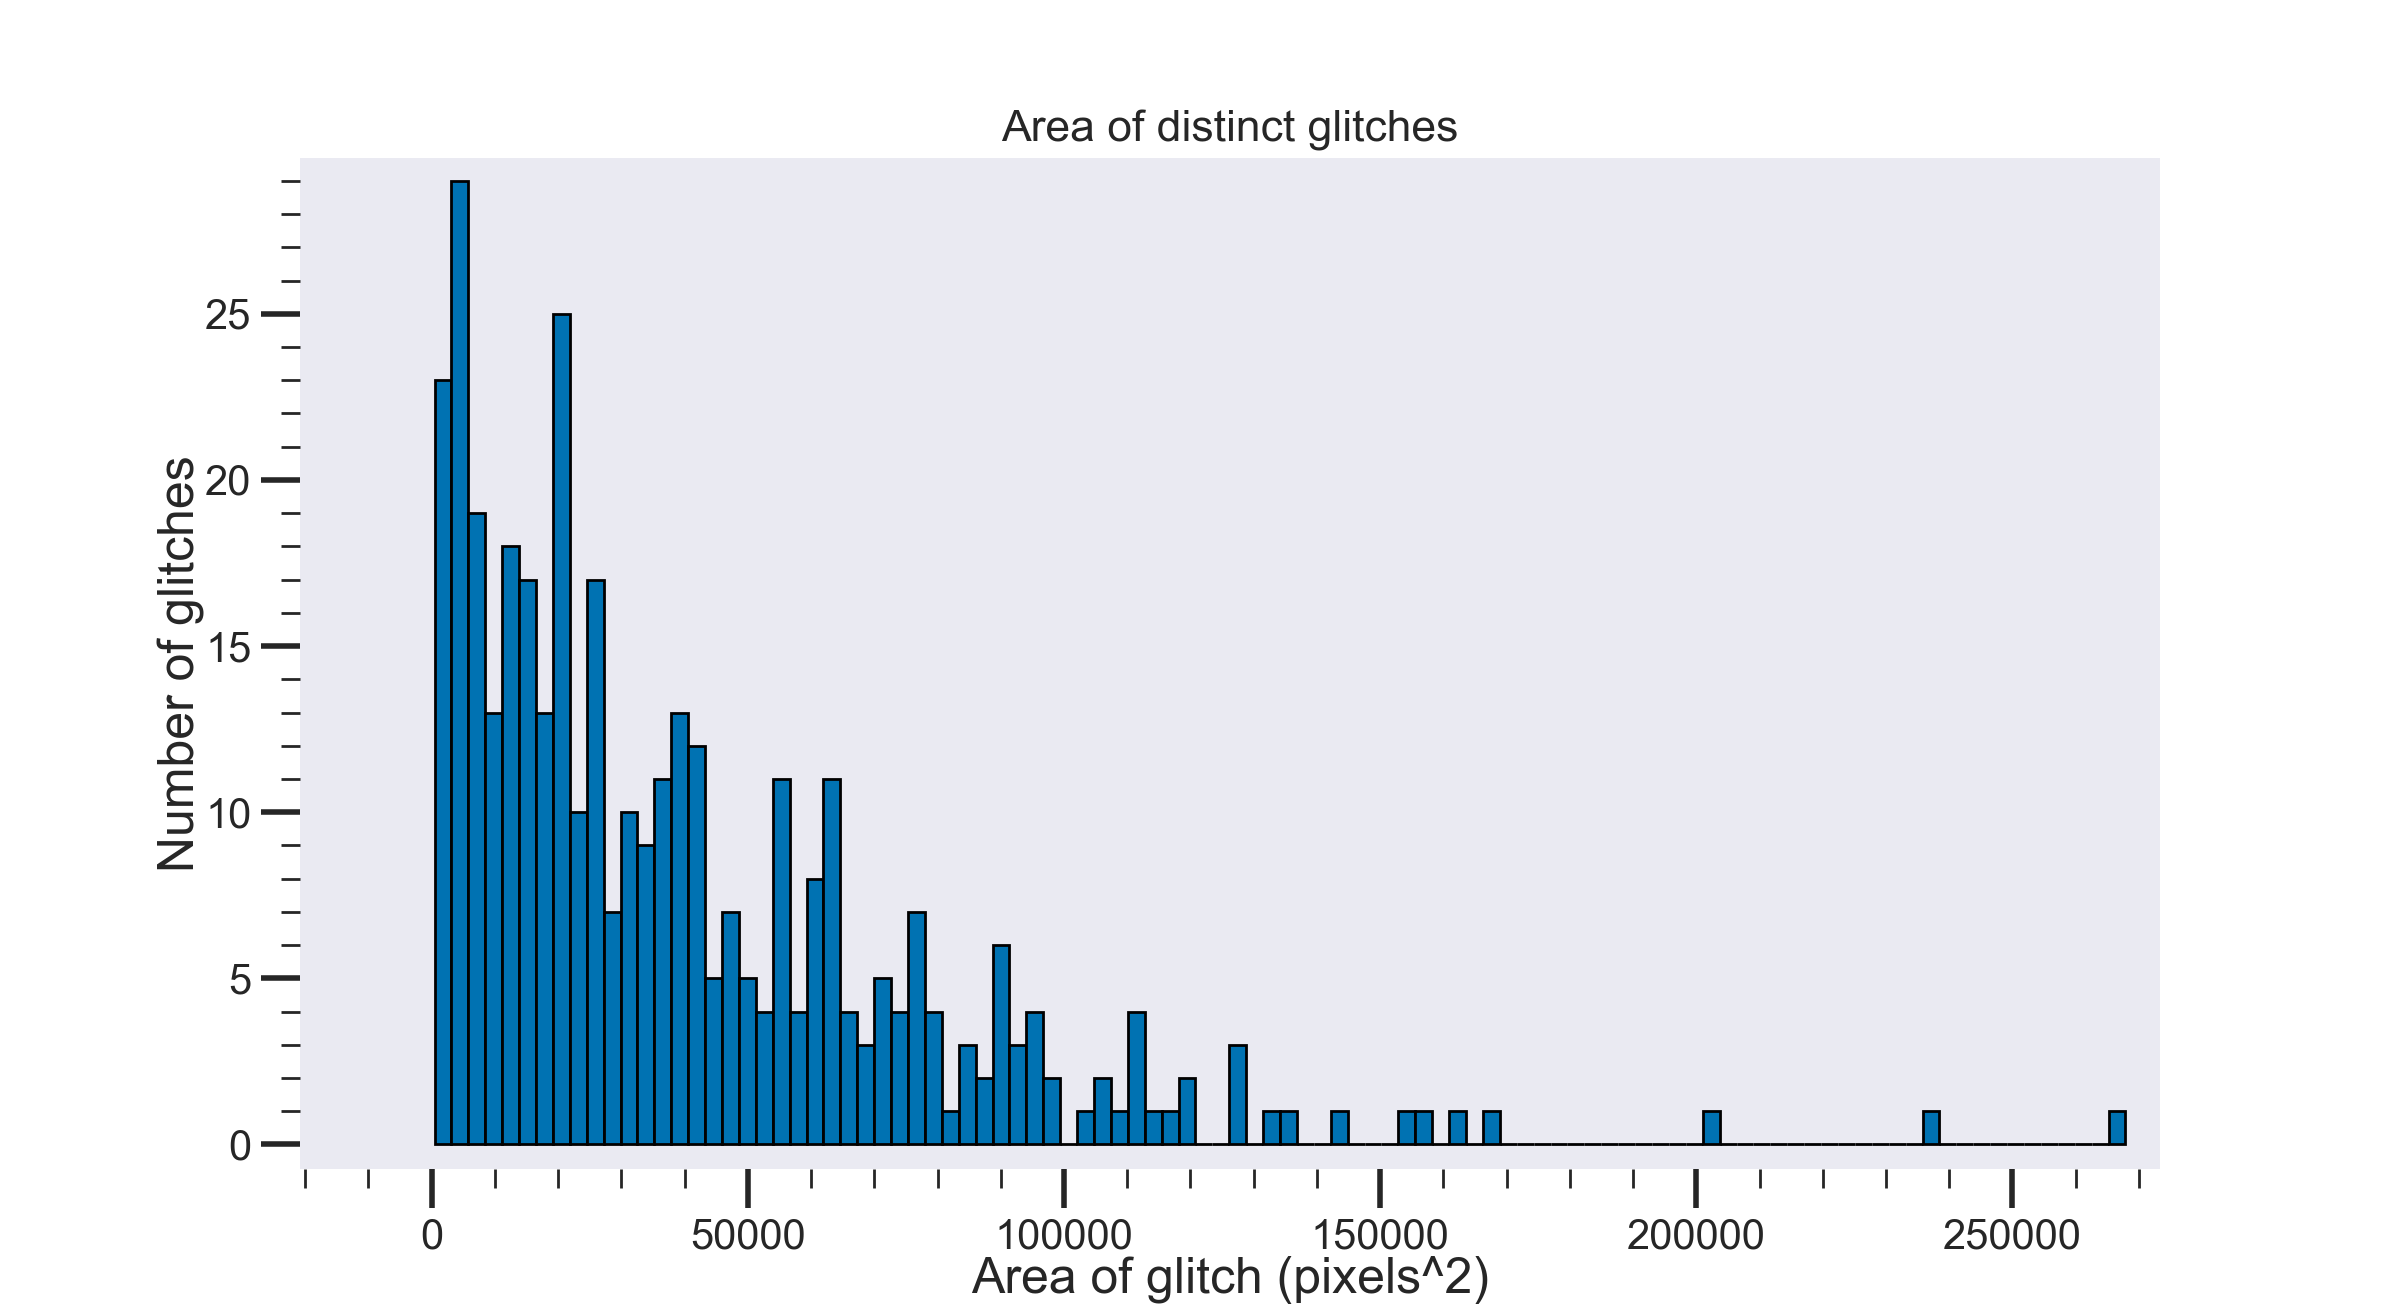 Area of distinct glitches
Number of glitches
25
20
15
10
5
0
0 50000 100000 150000 200000 250000
Area of glitch (pixels^2)